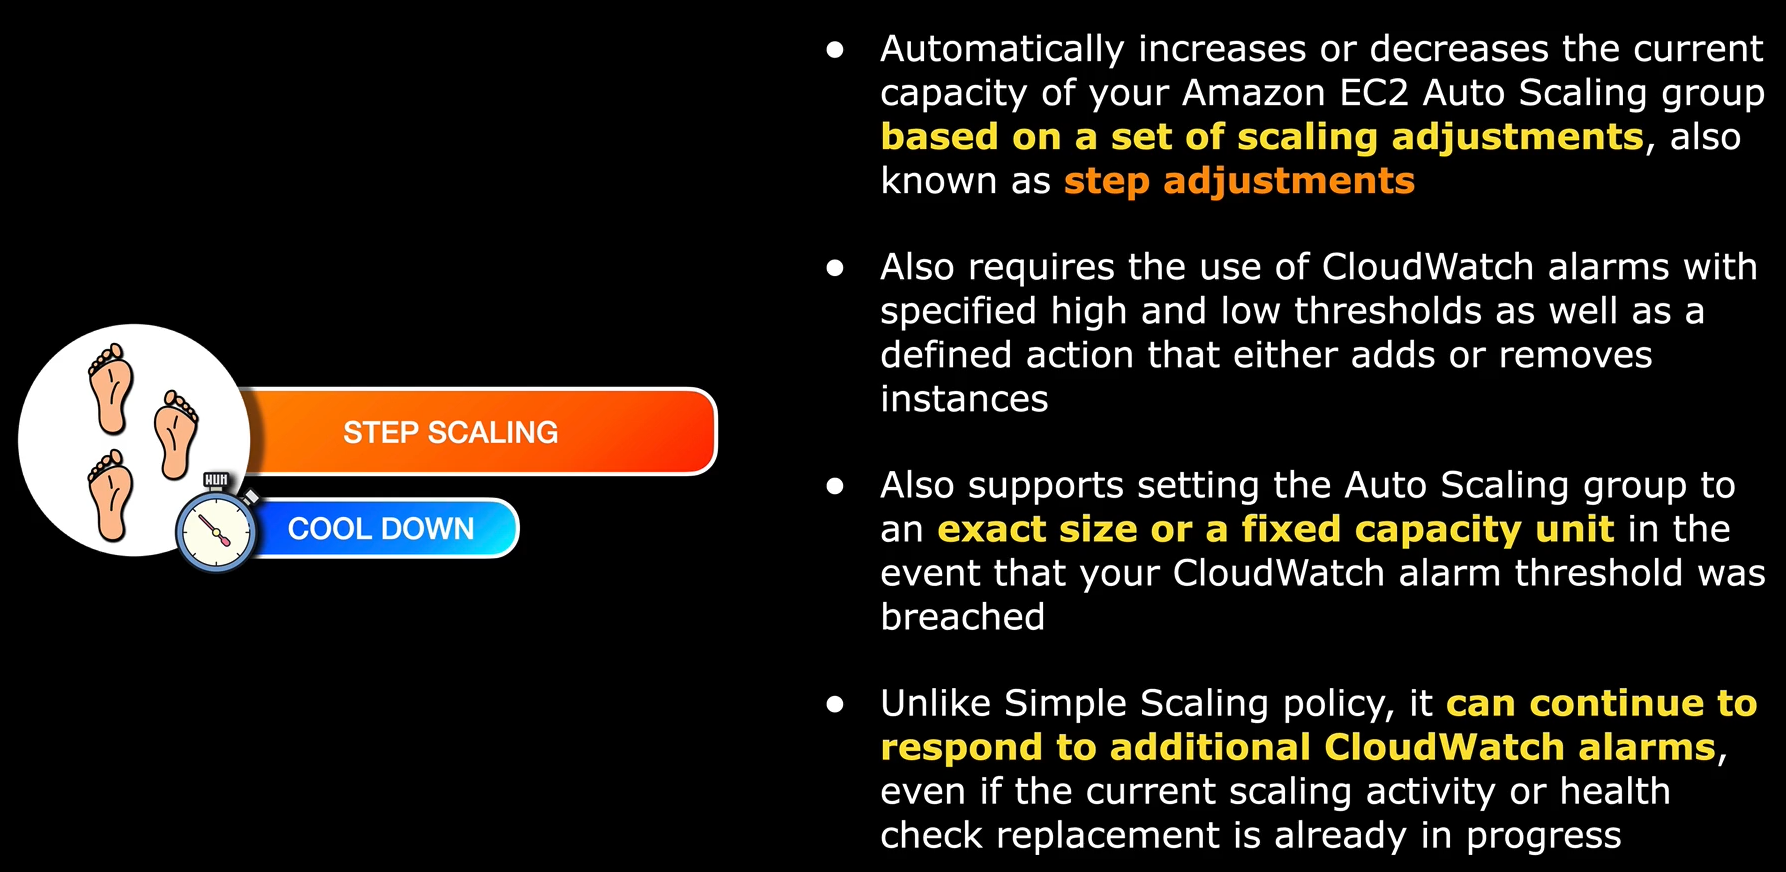 ● Automatically increases or decreases the current
capacity of your Amazon EC2 Auto Scaling group
based on a set of scaling adjustments, also
known as step adjustments
● Also requires the use of CloudWatch alarms with
specified high and low thresholds as well as a
defined action that either adds or removes
instances
● Also supports setting the Auto Scaling group to
an exact size or a fixed capacity unit in the
event that your CloudWatch alarm threshold was
breached
● Unlike Simple Scaling policy, it can continue to
respond to additional CloudWatch alarms,
even if the current scaling activity or health
check replacement is already in progress
STEP SCALING
COOL DOWN